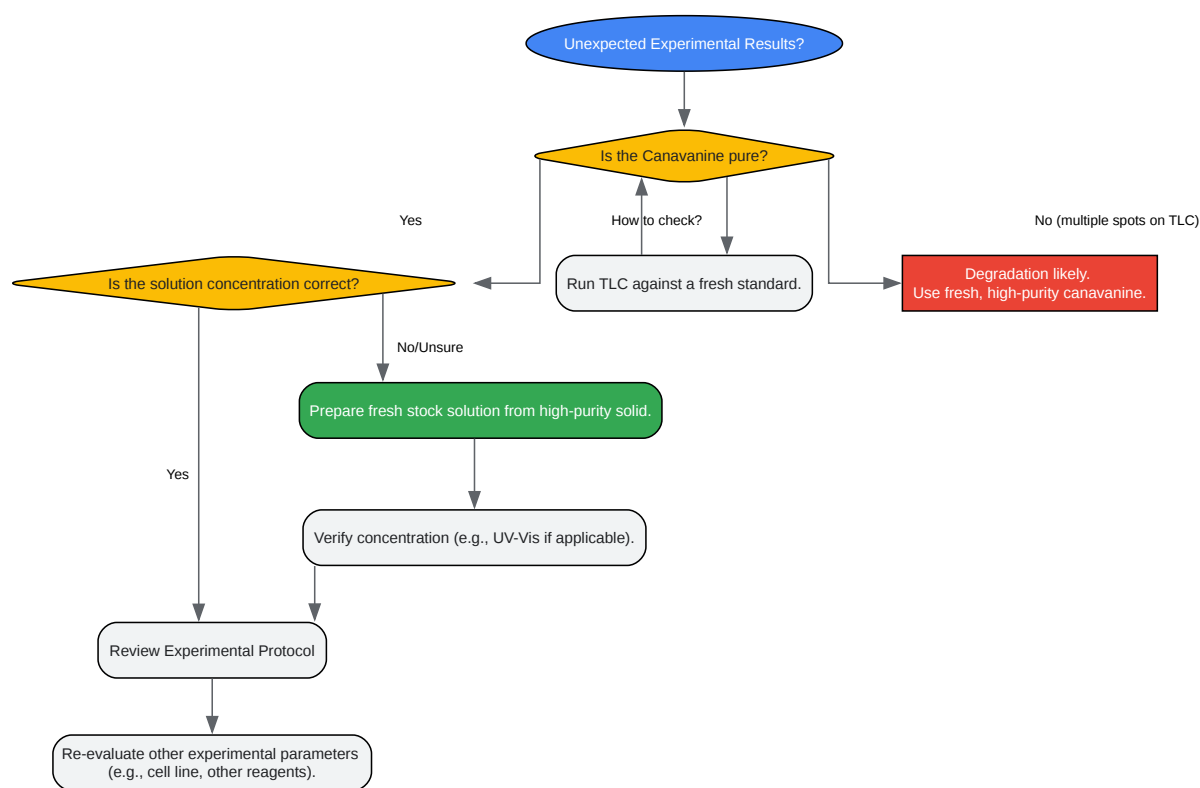 Unexpected Experimental Results?
Is the Canavanine pure?
Yes
How to check?
No (multiple spots on TLC)
Is the solution concentration correct?
Run TLC against a fresh standard.
Degradation likely.
Use fresh, high-purity canavanine.
No/Unsure
Prepare fresh stock solution from high-purity solid.
Yes
Verify concentration (e.g., UV-Vis if applicable).
Review Experimental Protocol
Re-evaluate other experimental parameters
(e.g., cell line, other reagents).